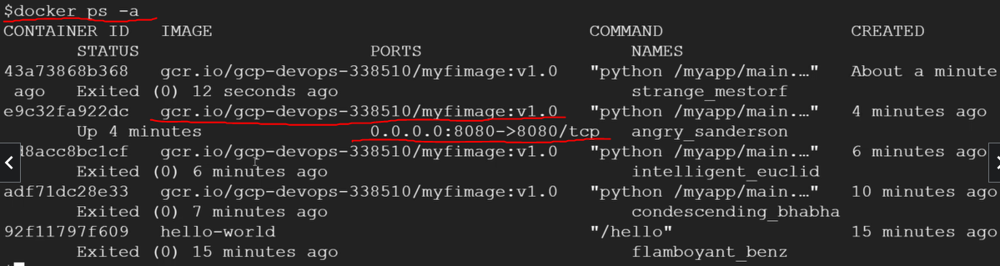 $docker ps -a
CONTAINER ID   IMAGE                                   COMMAND                CREATED
       STATUS                       PORTS                    NAMES
43a73868b368   gcr.io/gcp-devops-338510/myfimage:v1.0   "python /myapp/main.…"   About a minute
 ago   Exited (0) 12 seconds ago                            strange_mestorf
e9c32fa922dc   gcr.io/gcp-devops-338510/myfimage:v1.0   "python /myapp/main.…"   4 minutes ago
       Up 4 minutes                 0.0.0.0:8080->8080/tcp   angry_sanderson
d8acc8bc1cf   gcr.io/gcp-devops-338510/myfimage:v1.0   "python /myapp/main.…"   6 minutes ago
       Exited (0) 6 minutes ago                             intelligent_euclid
adf71dc28e33   gcr.io/gcp-devops-338510/myfimage:v1.0   "python /myapp/main.…"   10 minutes ago
       Exited (0) 7 minutes ago                             condescending_bhabha
92f11797f609   hello-world                             "/hello"               15 minutes ago
       Exited (0) 15 minutes ago                            flamboyant_benz